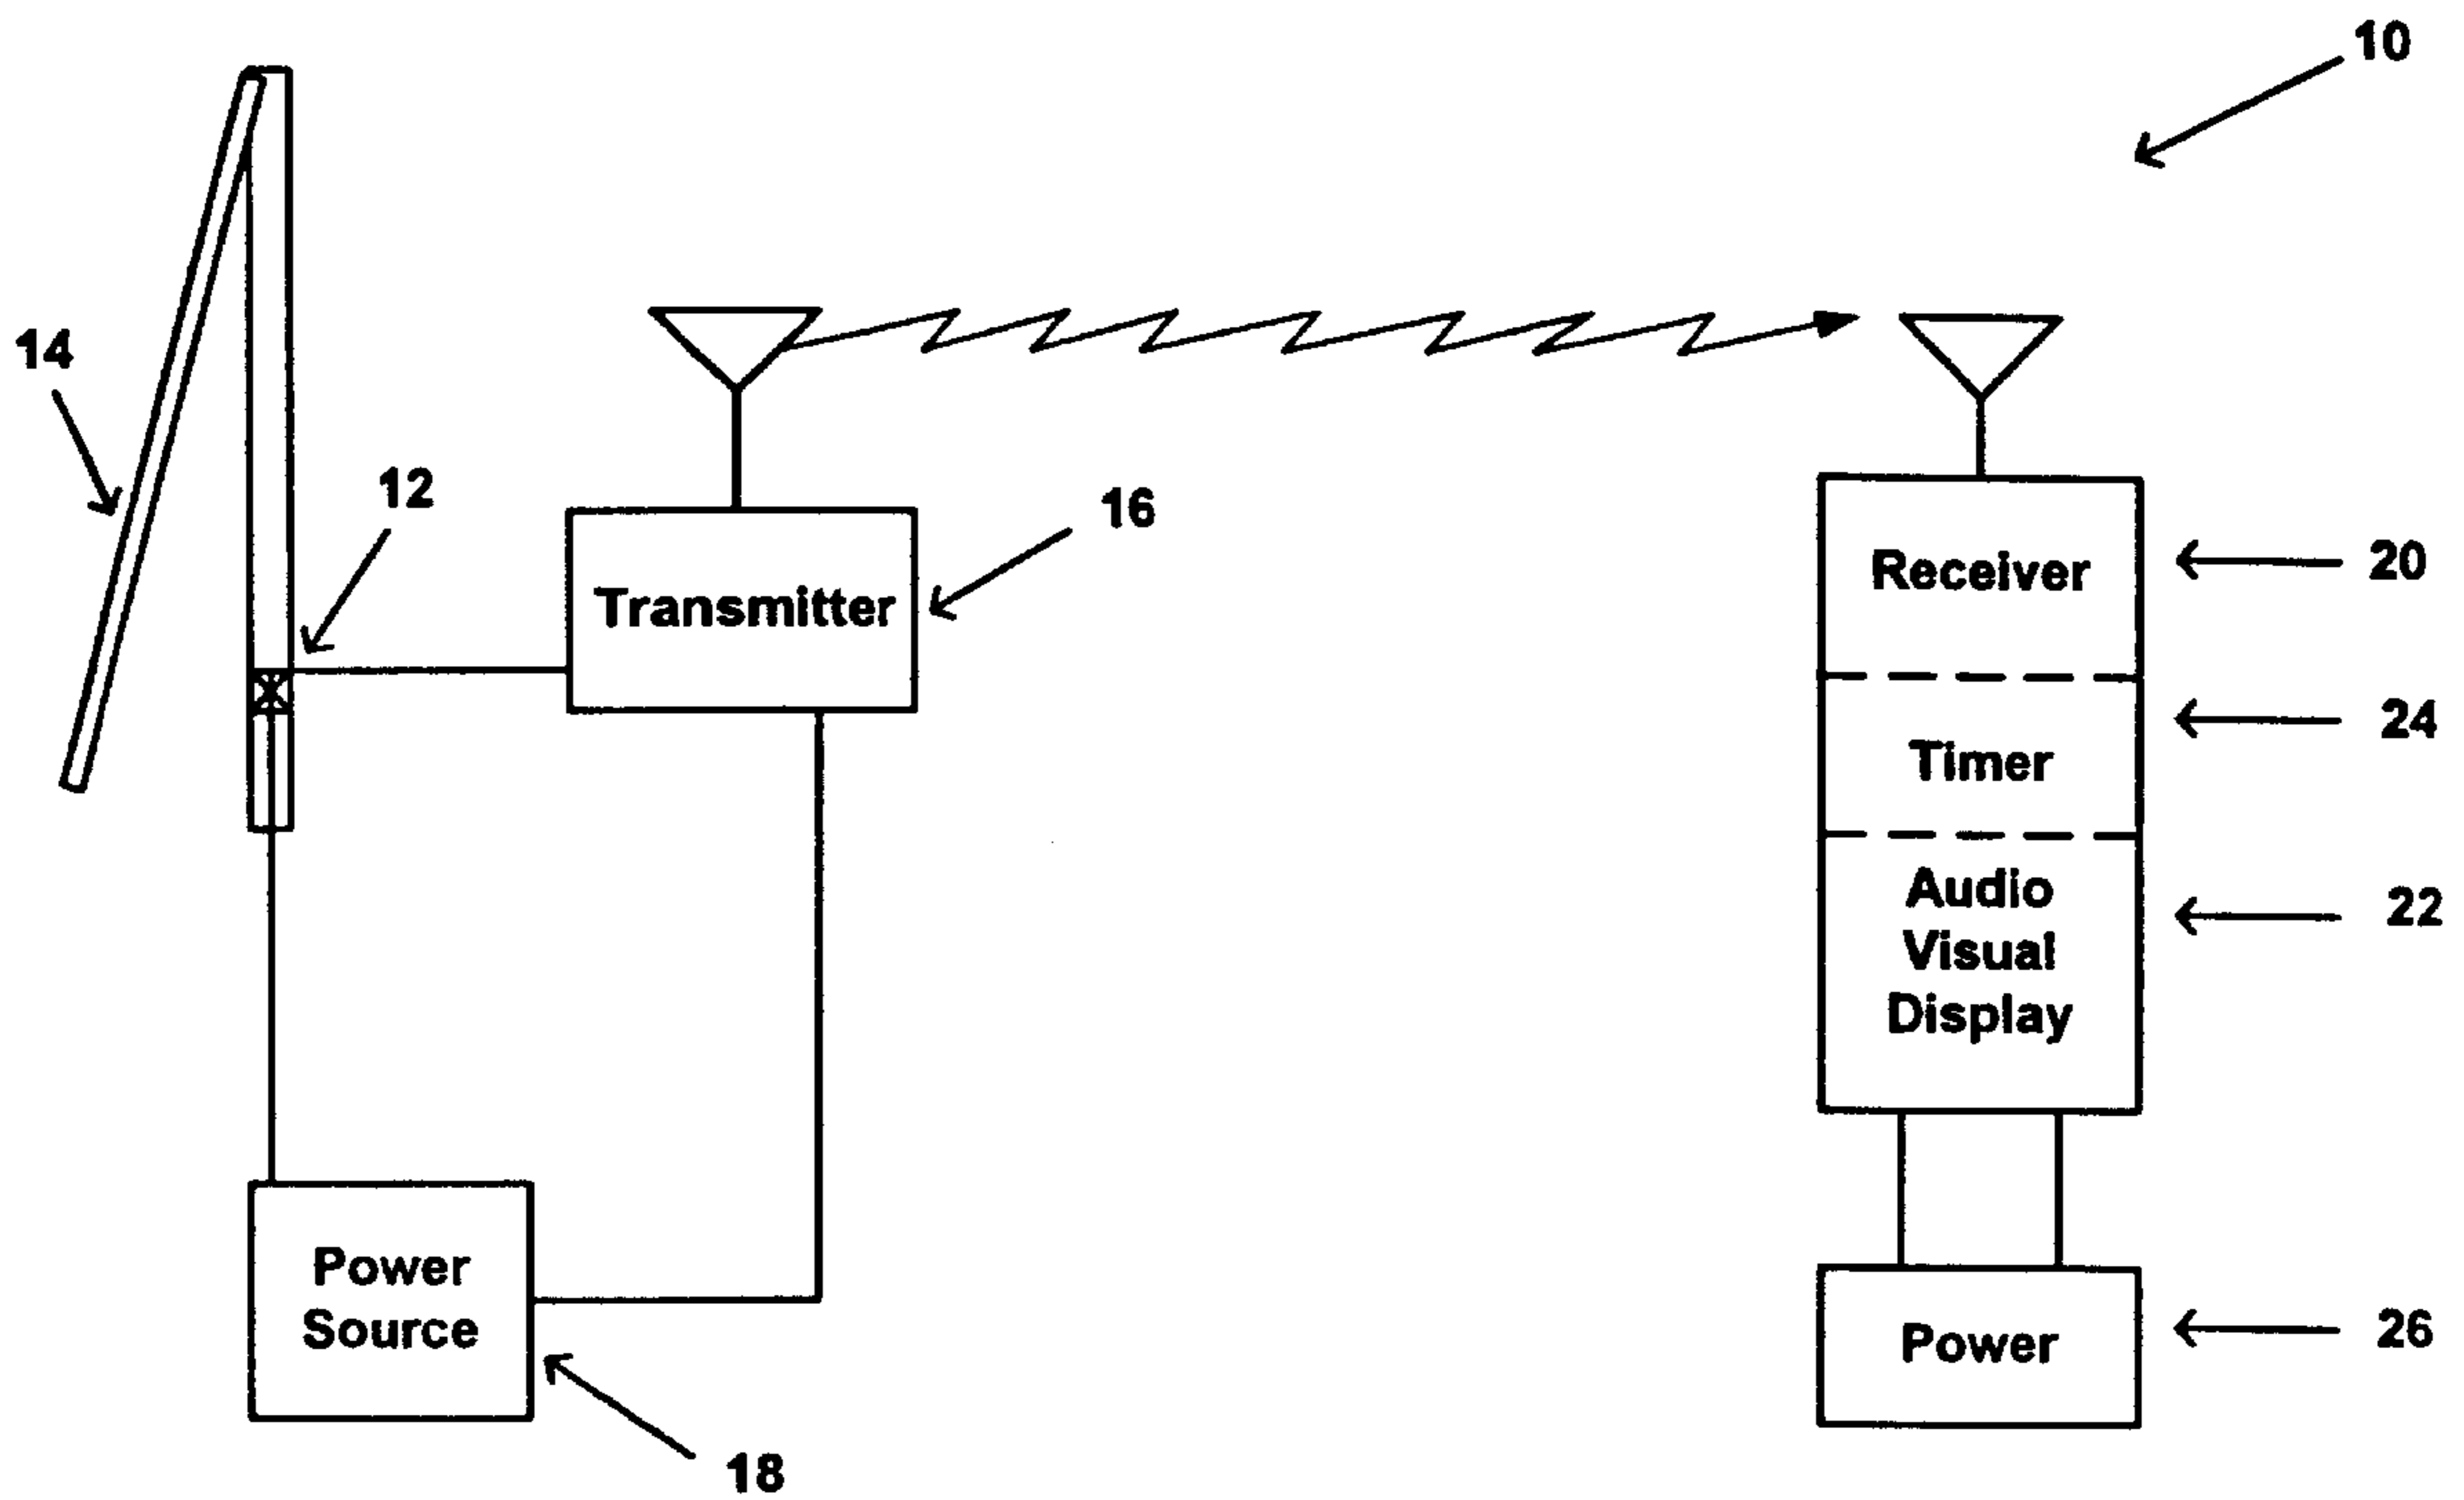 10
14
12
16
Transmitter
Receiver
20
24
Timer
Audio
Visual
Display
22
Power
Source
18
Power
26